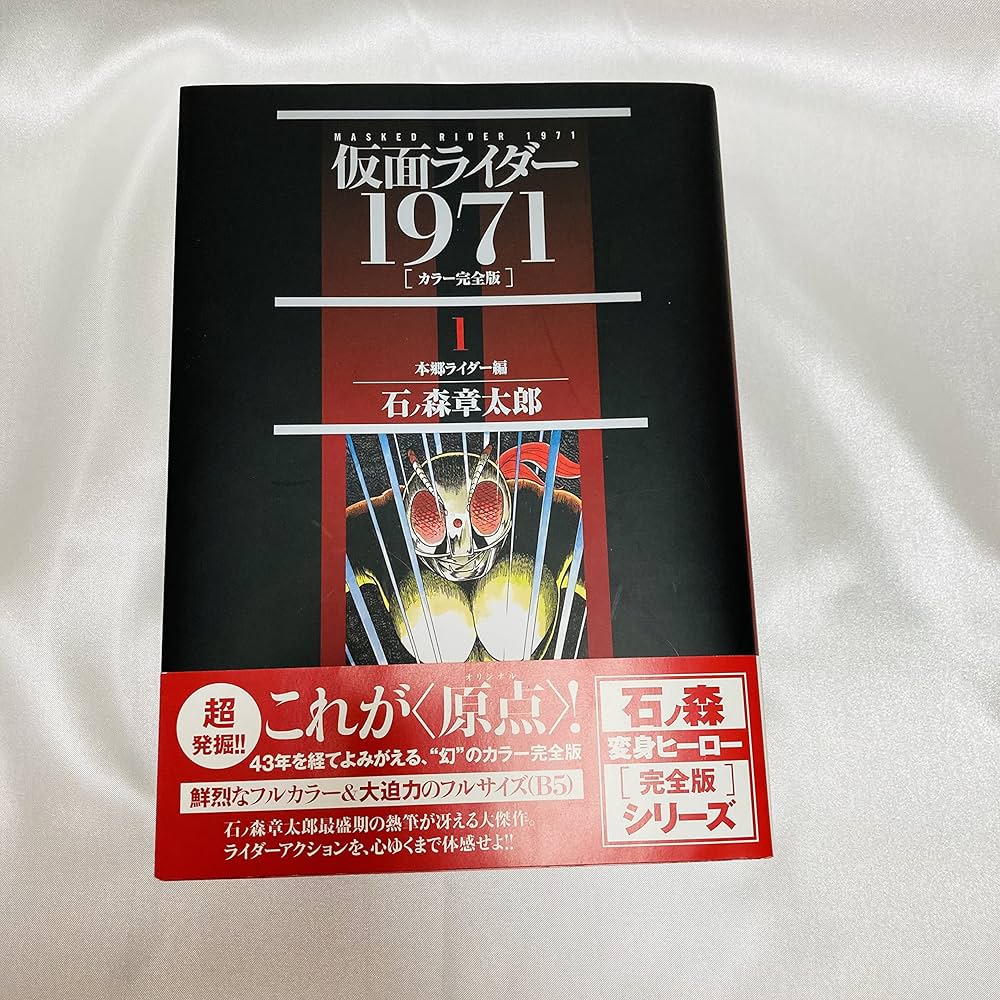 MASKED RIDER 1971
仮面ライダー
1971
[カラー完全版]
1
本郷ライダー編
石ノ森章太郎
超
発掘!!
オリジナル
これが〈原点〉!
43年を経てよみがえる、“幻”のカラー完全版
鮮烈なフルカラー&大迫力のフルサイズ(B5)
石ノ森章太郎最盛期の熱筆が冴える大傑作。
ライダーアクションを、心ゆくまで体感せよ!!
石ノ森
変身ヒーロー
[完全版]
シリーズ